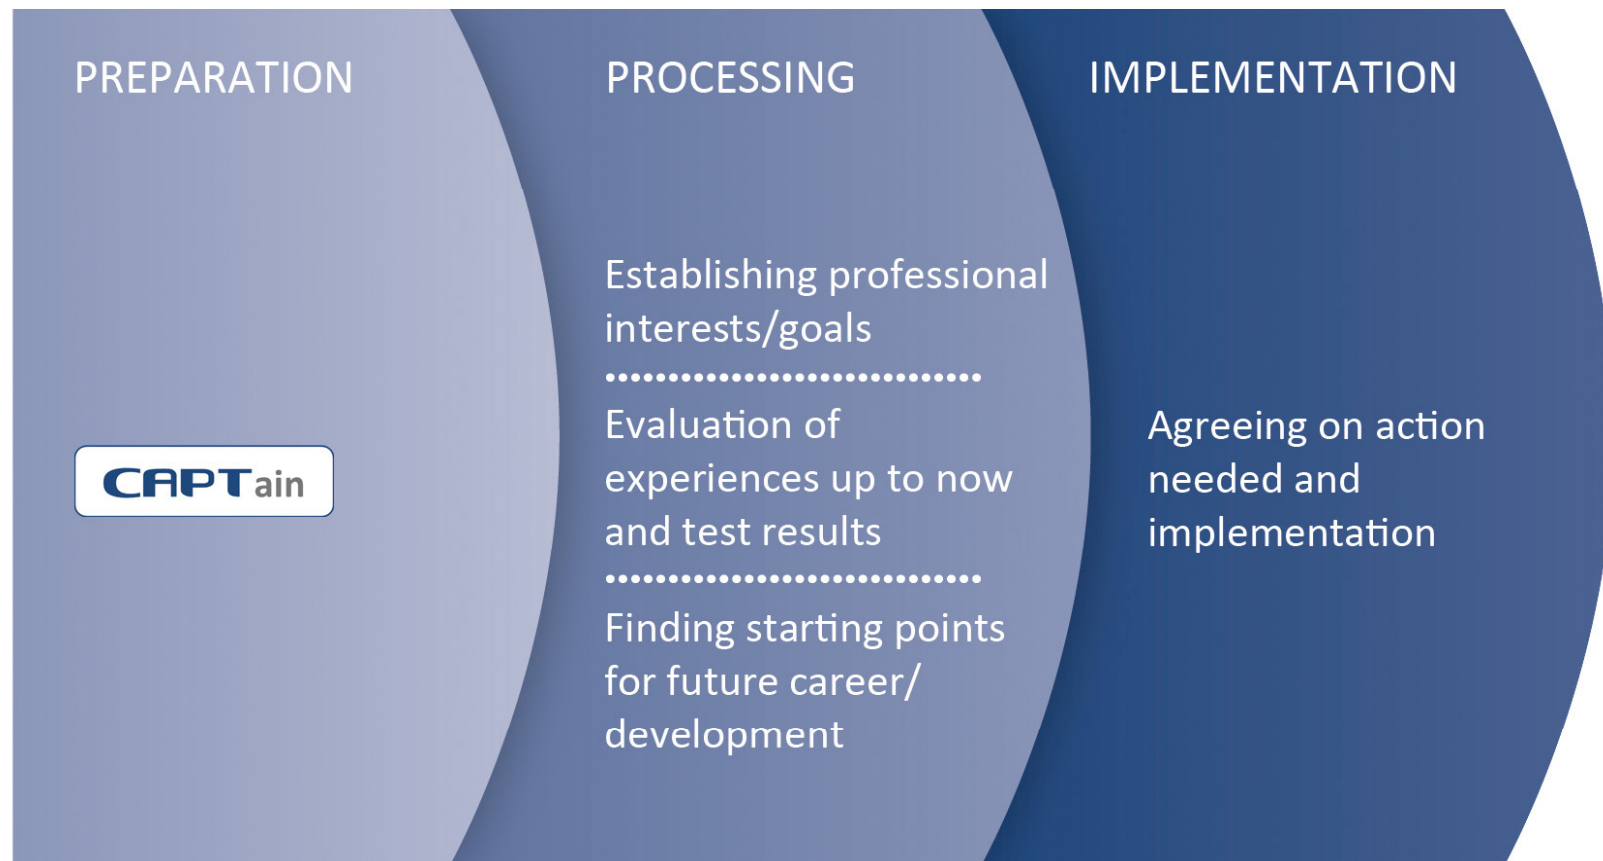 PREPARATION
PROCESSING
IMPLEMENTATION
CAPTain
Establishing professional
interests/goals
Evaluation of
experiences up to now
and test results
Finding starting points
for future career/
development
Agreeing on action
needed and
implementation